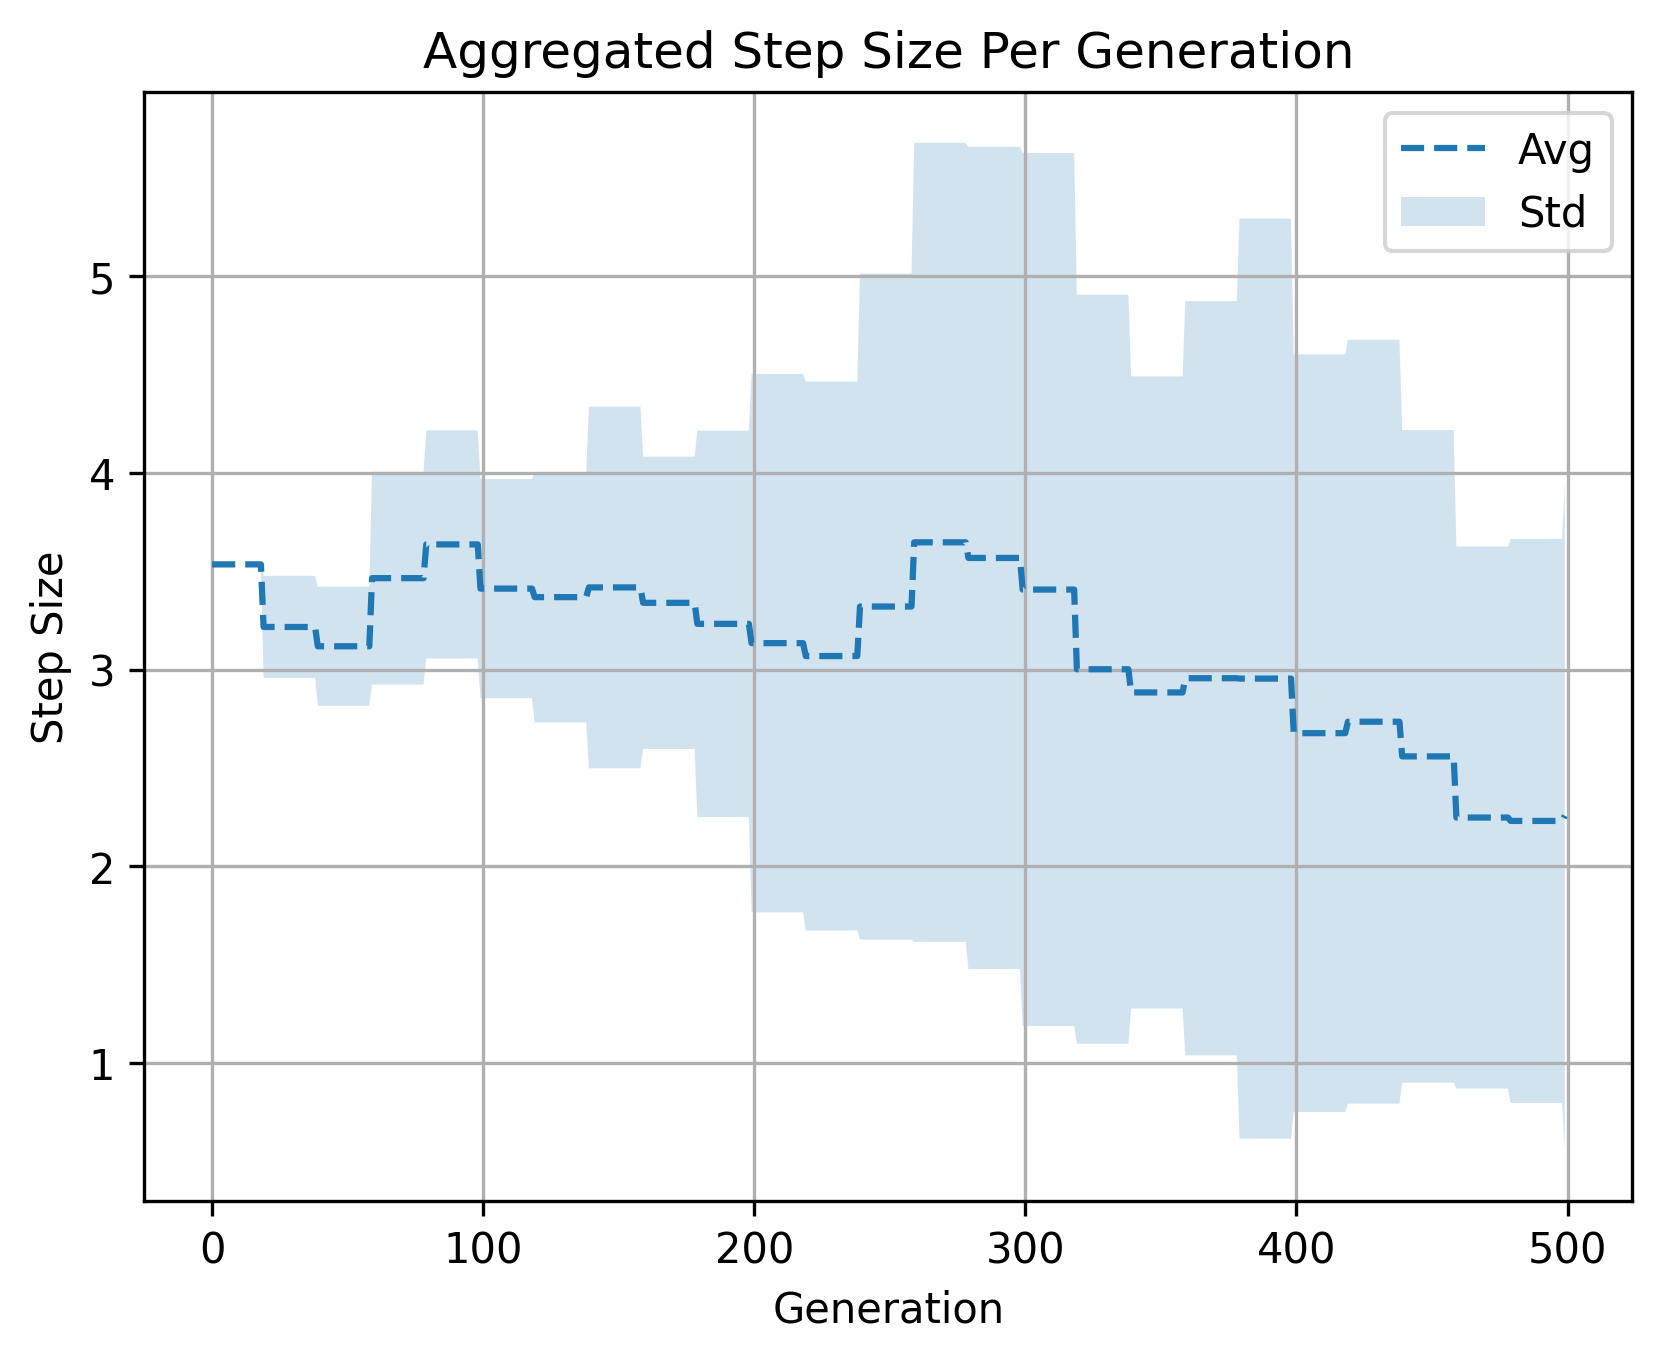 Aggregated Step Size Per Generation
Avg
Std
Step Size
5
4
3
2
1
0 100 200 300 400 500
Generation